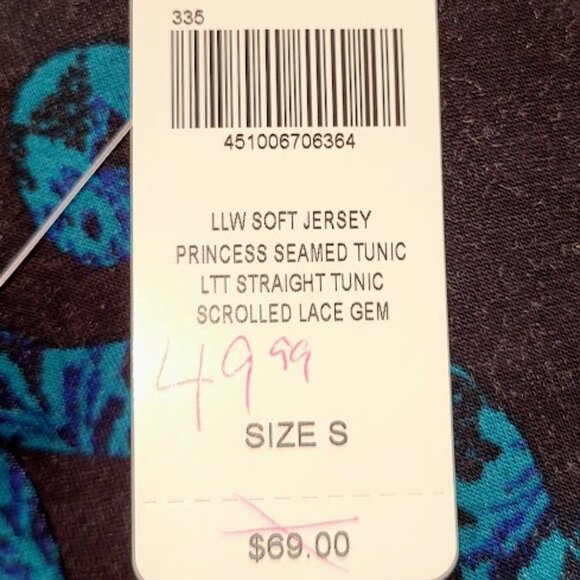 335
451006706364
LLW SOFT JERSEY
PRINCESS SEAMED TUNIC
LTT STRAIGHT TUNIC
SCROLLED LACE GEM
49 99
SIZE S
$69.00